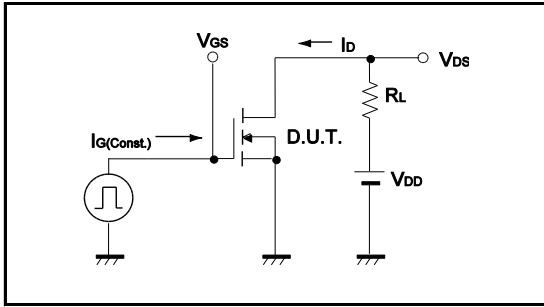 VGS
ID
VDS
RL
IG(Const.)
D.U.T.
VDD